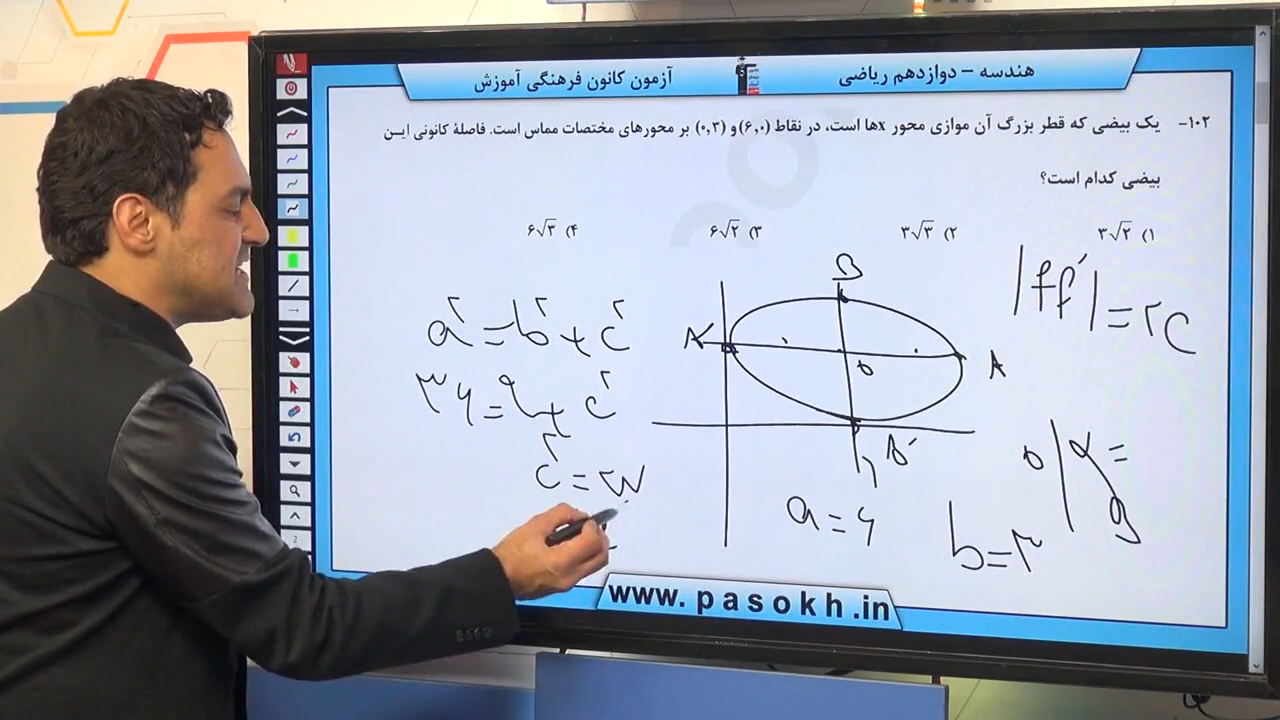 هندسه – دوازدهم ریاضی
آزمون کانون فرهنگی آموزش
۱۰۲- یک بیضی که قطر بزرگ آن موازی محور xها است، در نقاط (۶,۰) و (۰,۳) بر محورهای مختصات مماس است. فاصلهٔ کانونی ایـن
بیضی کدام است؟
۱) ۳√۲
۲) ۳√۳
۳) ۶√۲
۴) ۶√۳
|ff′| = ۲c
a² = b² + c²
۳۶ = ۹ + c²
c² = ۲۷
B
A′
A
o
B′
a = ۶
b = ۳
o | α =
www.pasokh.in